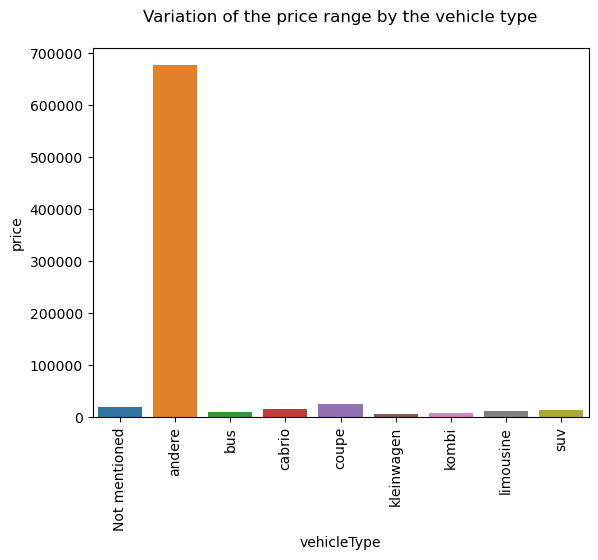 Variation of the price range by the vehicle type
700000
600000
500000
400000
300000
200000
100000
0
price
Not mentioned
andere
bus
cabrio
coupe
kleinwagen
kombi
limousine
suv
vehicleType